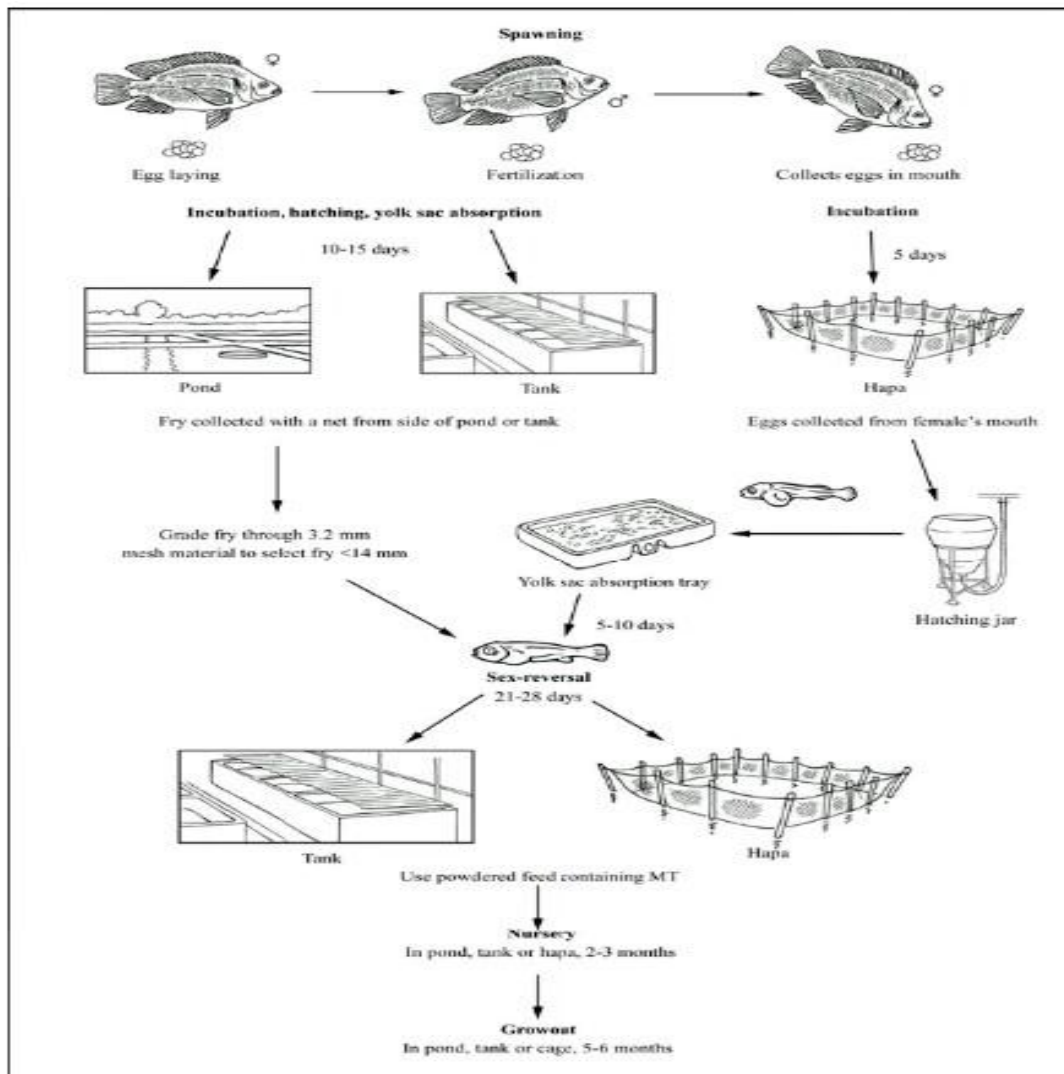 Spawning
♀
♂
♀
Egg laying
Fertilization
Collects eggs in mouth
Incubation, hatching, yolk sac absorption
Incubation
10-15 days
5 days
Pond
Tank
Hapa
Fry collected with a net from side of pond or tank
Eggs collected from female's mouth
Grade fry through 3.2 mm
mesh material to select fry <14 mm
Yolk sac absorption tray
Hatching jar
5-10 days
Sex-reversal
21-28 days
Tank
Hapa
Use powdered feed containing MT
Nursery
In pond, tank or hapa, 2-3 months
Growout
In pond, tank or cage, 5-6 months